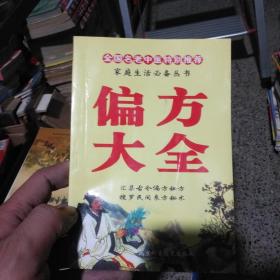 全国名老中医特别推荐
家庭生活必备丛书
偏方
大全
汇集古今偏方秘方
搜罗民间东方秘术